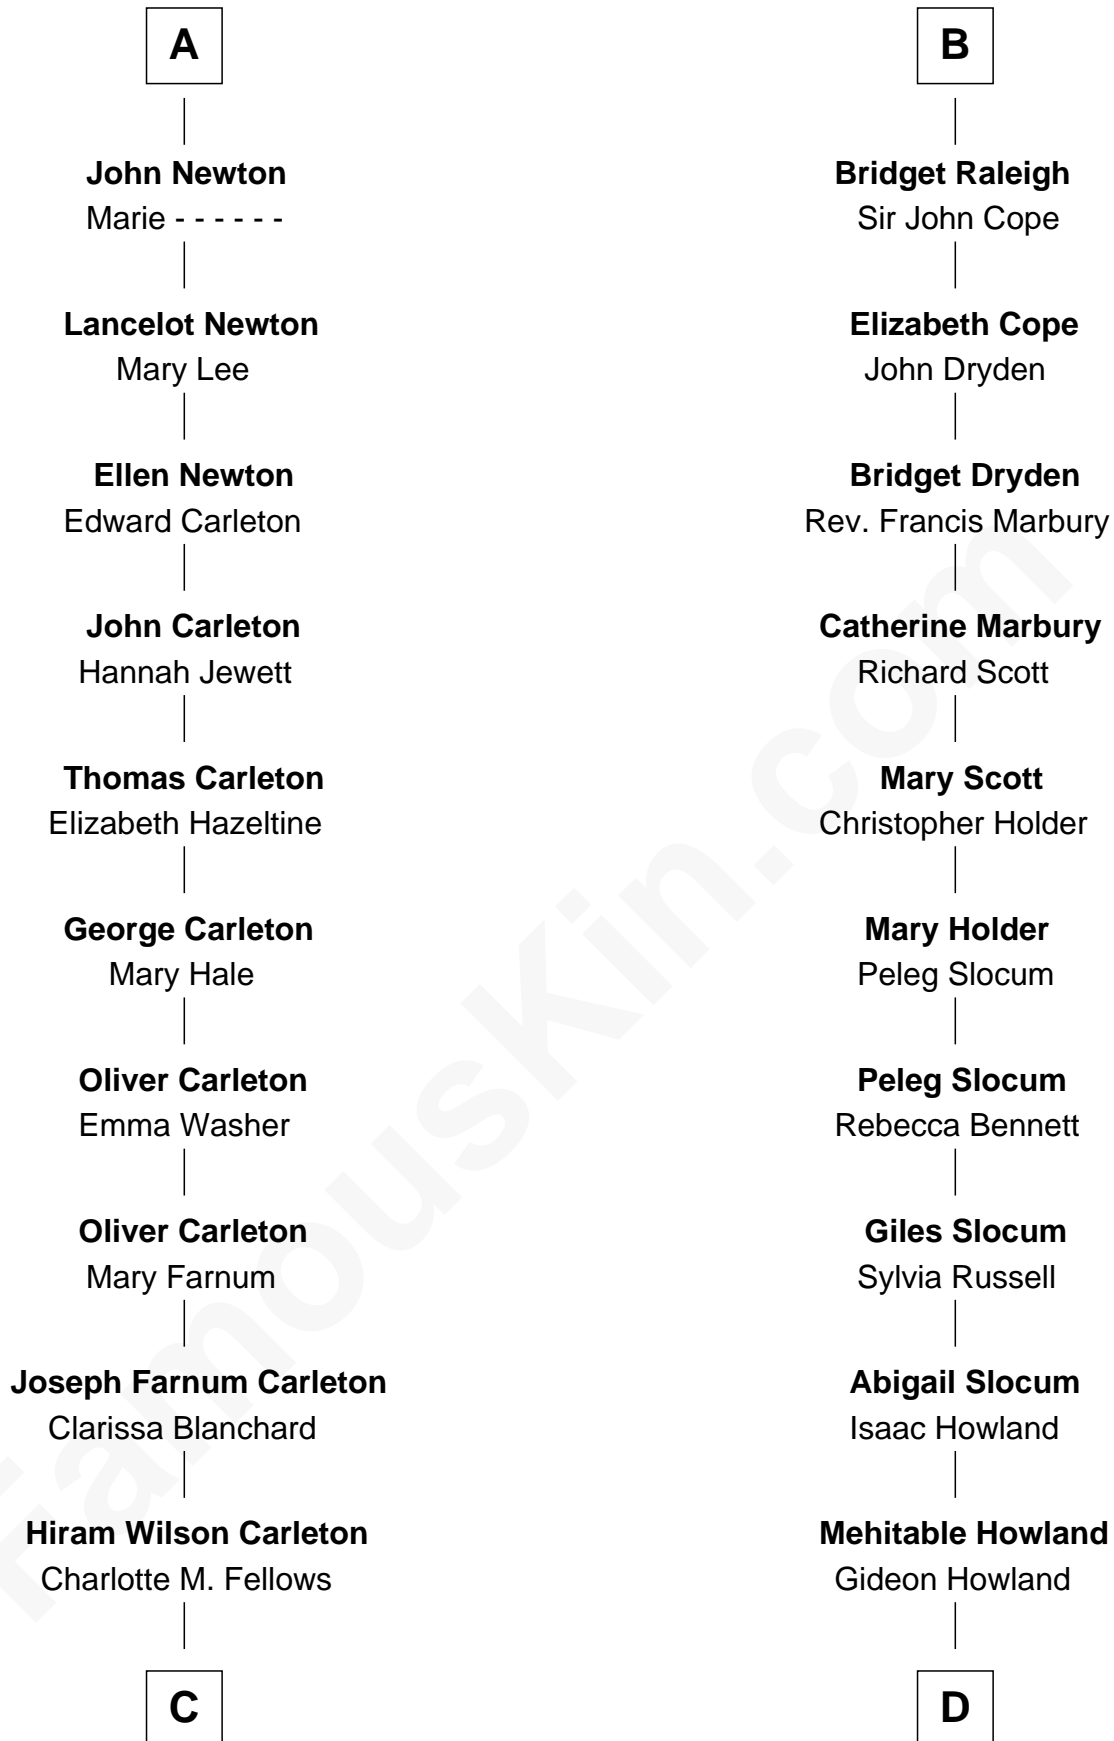 A
John Newton
Marie - - - - - -
Lancelot Newton
Mary Lee
Ellen Newton
Edward Carleton
John Carleton
Hannah Jewett
Thomas Carleton
Elizabeth Hazeltine
George Carleton
Mary Hale
Oliver Carleton
Emma Washer
Oliver Carleton
Mary Farnum
Joseph Farnum Carleton
Clarissa Blanchard
Hiram Wilson Carleton
Charlotte M. Fellows
C
B
Bridget Raleigh
Sir John Cope
Elizabeth Cope
John Dryden
Bridget Dryden
Rev. Francis Marbury
Catherine Marbury
Richard Scott
Mary Scott
Christopher Holder
Mary Holder
Peleg Slocum
Peleg Slocum
Rebecca Bennett
Giles Slocum
Sylvia Russell
Abigail Slocum
Isaac Howland
Mehitable Howland
Gideon Howland
D
FamousKin.com